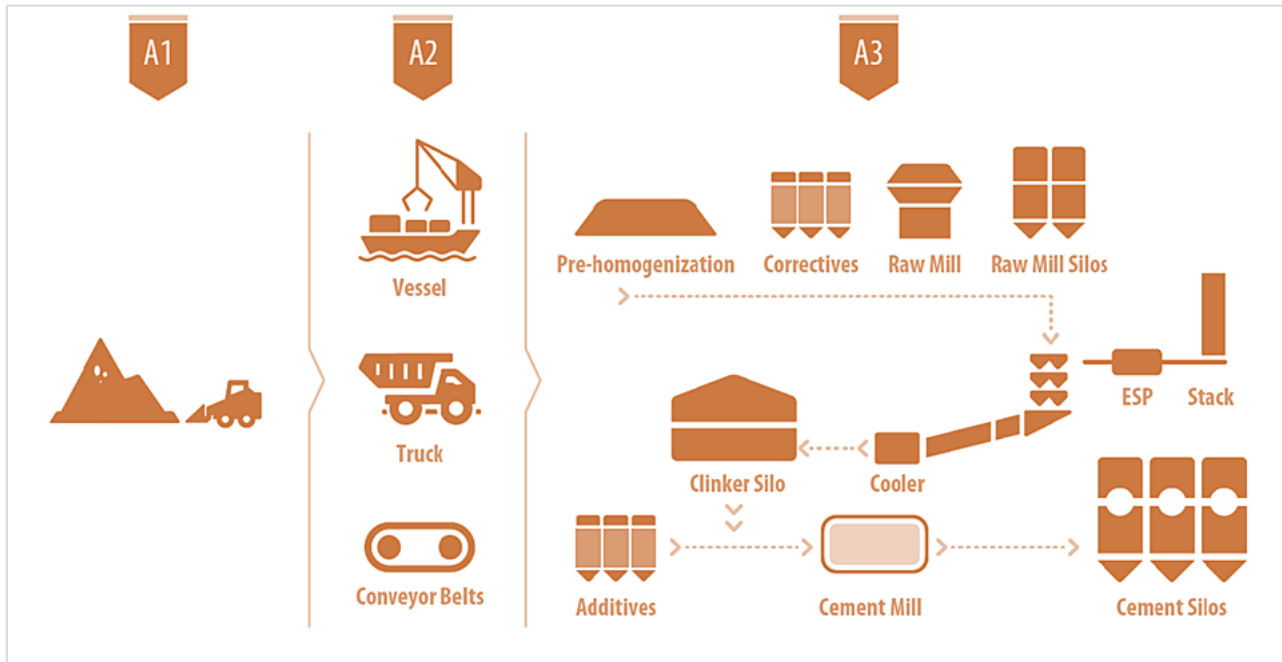 A1
A2
A3
Vessel
Truck
Conveyor Belts
Pre-homogenization
Correctives
Raw Mill
Raw Mill Silos
ESP
Stack
Clinker Silo
Cooler
Additives
Cement Mill
Cement Silos